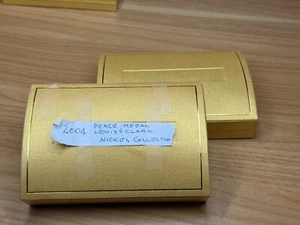 2004 PEACE MEDAL
LEWIS & CLARK
NICKEL COLLECTION